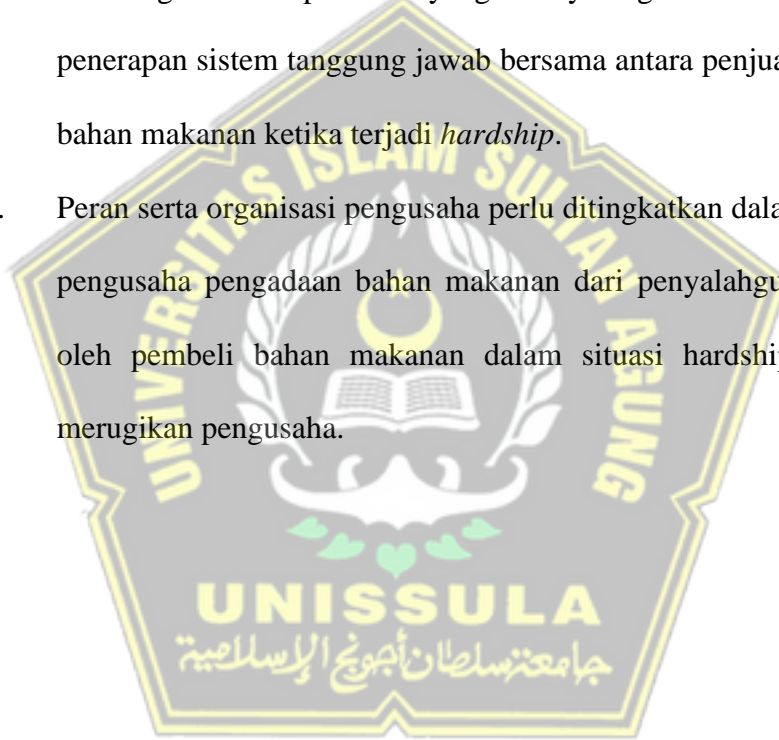 penerapan sistem tanggung jawab bersama antara penjua
bahan makanan ketika terjadi hardship.
Peran serta organisasi pengusaha perlu ditingkatkan dala
pengusaha pengadaan bahan makanan dari penyalahgu
oleh pembeli bahan makanan dalam situasi hardship
merugikan pengusaha.
UNIVERSITAS ISLAM SULTAN AGUNG
UNISSULA
جامعة سلطان أجونج الإسلامية